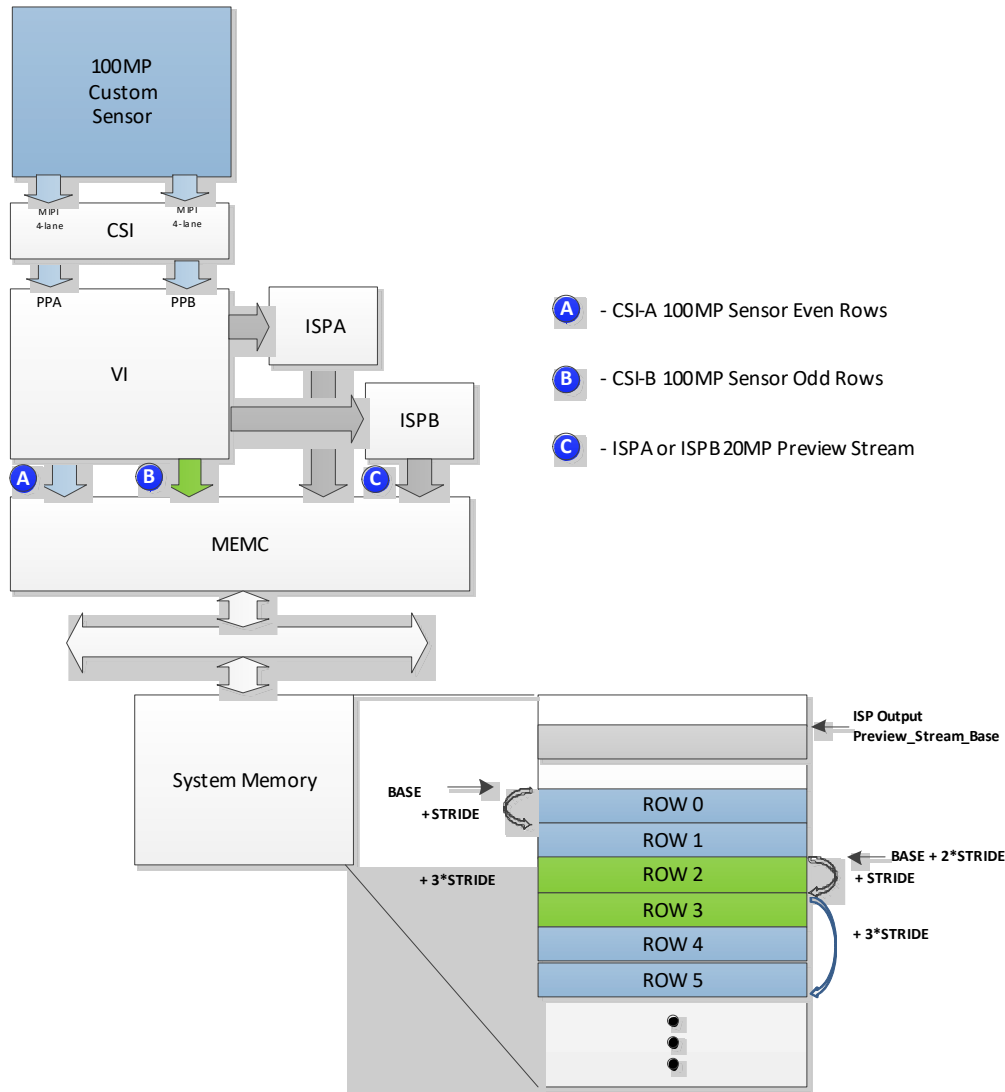 100MP
Custom
Sensor
MIPI
4-lane
MIPI
4-lane
CSI
PPA
PPB
VI
ISPA
ISPB
A - CSI-A 100MP Sensor Even Rows
B - CSI-B 100MP Sensor Odd Rows
C - ISPA or ISPB 20MP Preview Stream
A
B
C
MEMC
System Memory
ISP Output
Preview_Stream_Base
BASE
+STRIDE
ROW 0
ROW 1
BASE + 2*STRIDE
+ 3*STRIDE
ROW 2
+ STRIDE
ROW 3
+ 3*STRIDE
ROW 4
ROW 5